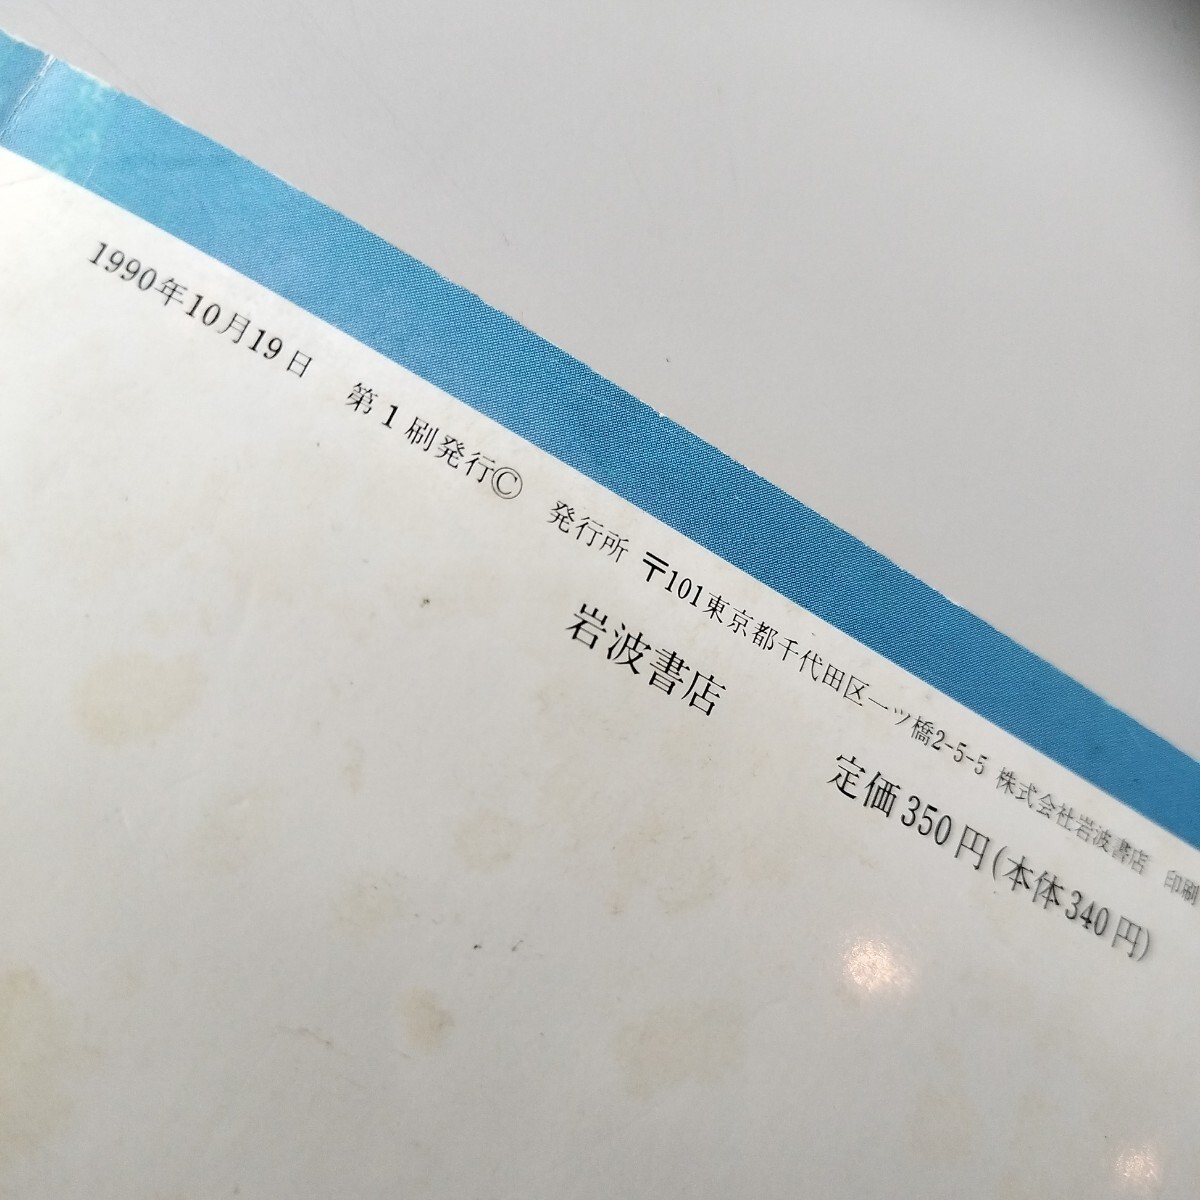 1990年10月19日 第1刷発行Ⓒ 発行所 〒101東京都千代田区一ツ橋2-5-5 株式会社岩波書店 印刷
岩波書店
定価350円(本体340円)